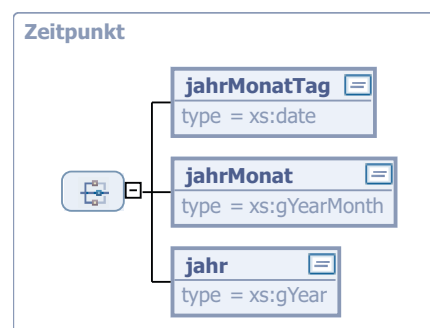 Zeitpunkt
jahrMonatTag
type = xs:date
jahrMonat
type = xs:gYearMonth
jahr
type = xs:gYear